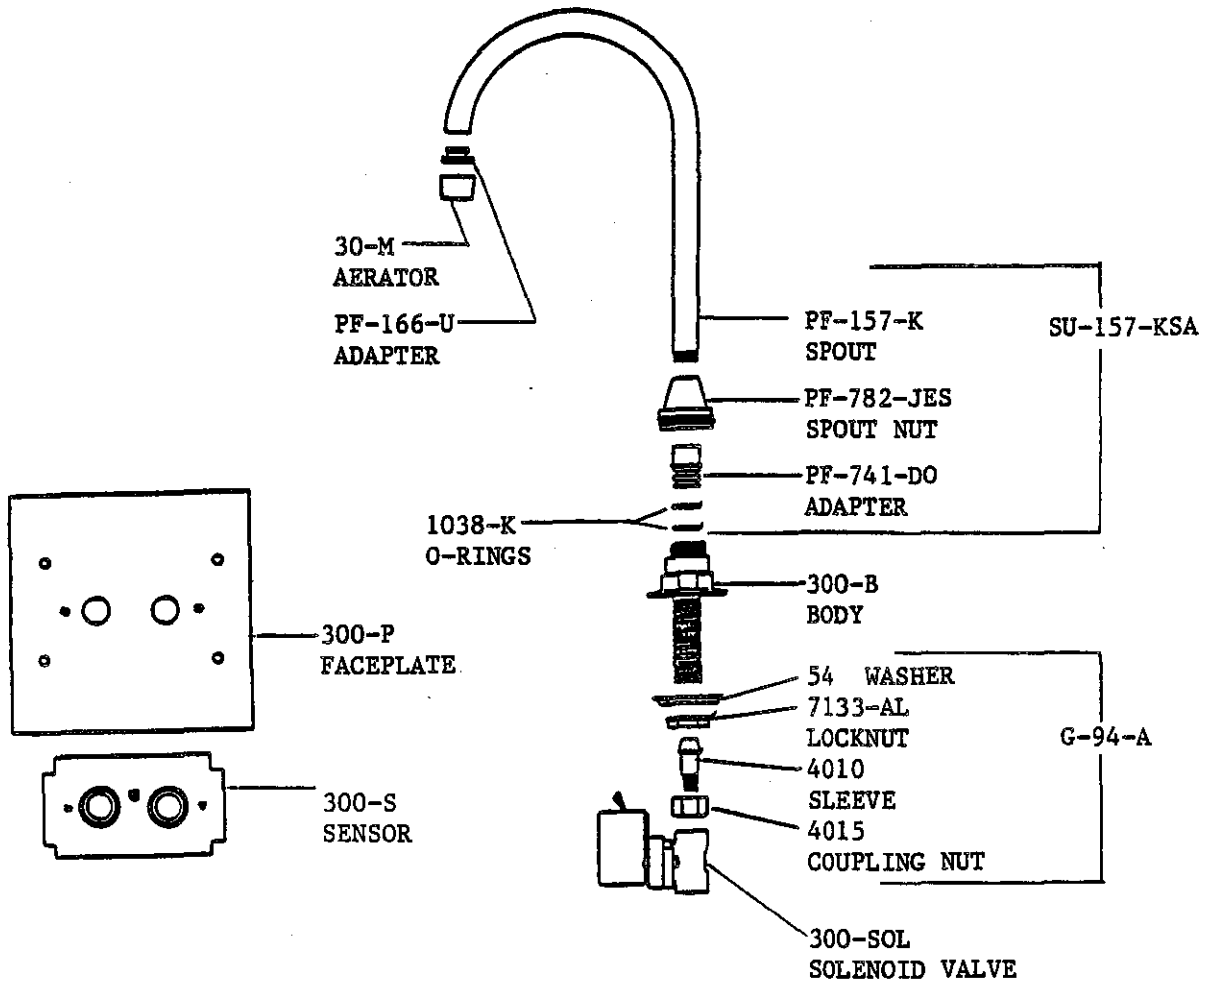 30-M
AERATOR
PF-166-U
ADAPTER
PF-157-K
SPOUT
SU-157-KSA
PF-782-JES
SPOUT NUT
PF-741-DO
ADAPTER
1038-K
O-RINGS
300-B
BODY
300-P
FACEPLATE
54 WASHER
7133-AL
LOCKNUT
G-94-A
4010
SLEEVE
4015
COUPLING NUT
300-S
SENSOR
300-SOL
SOLENOID VALVE